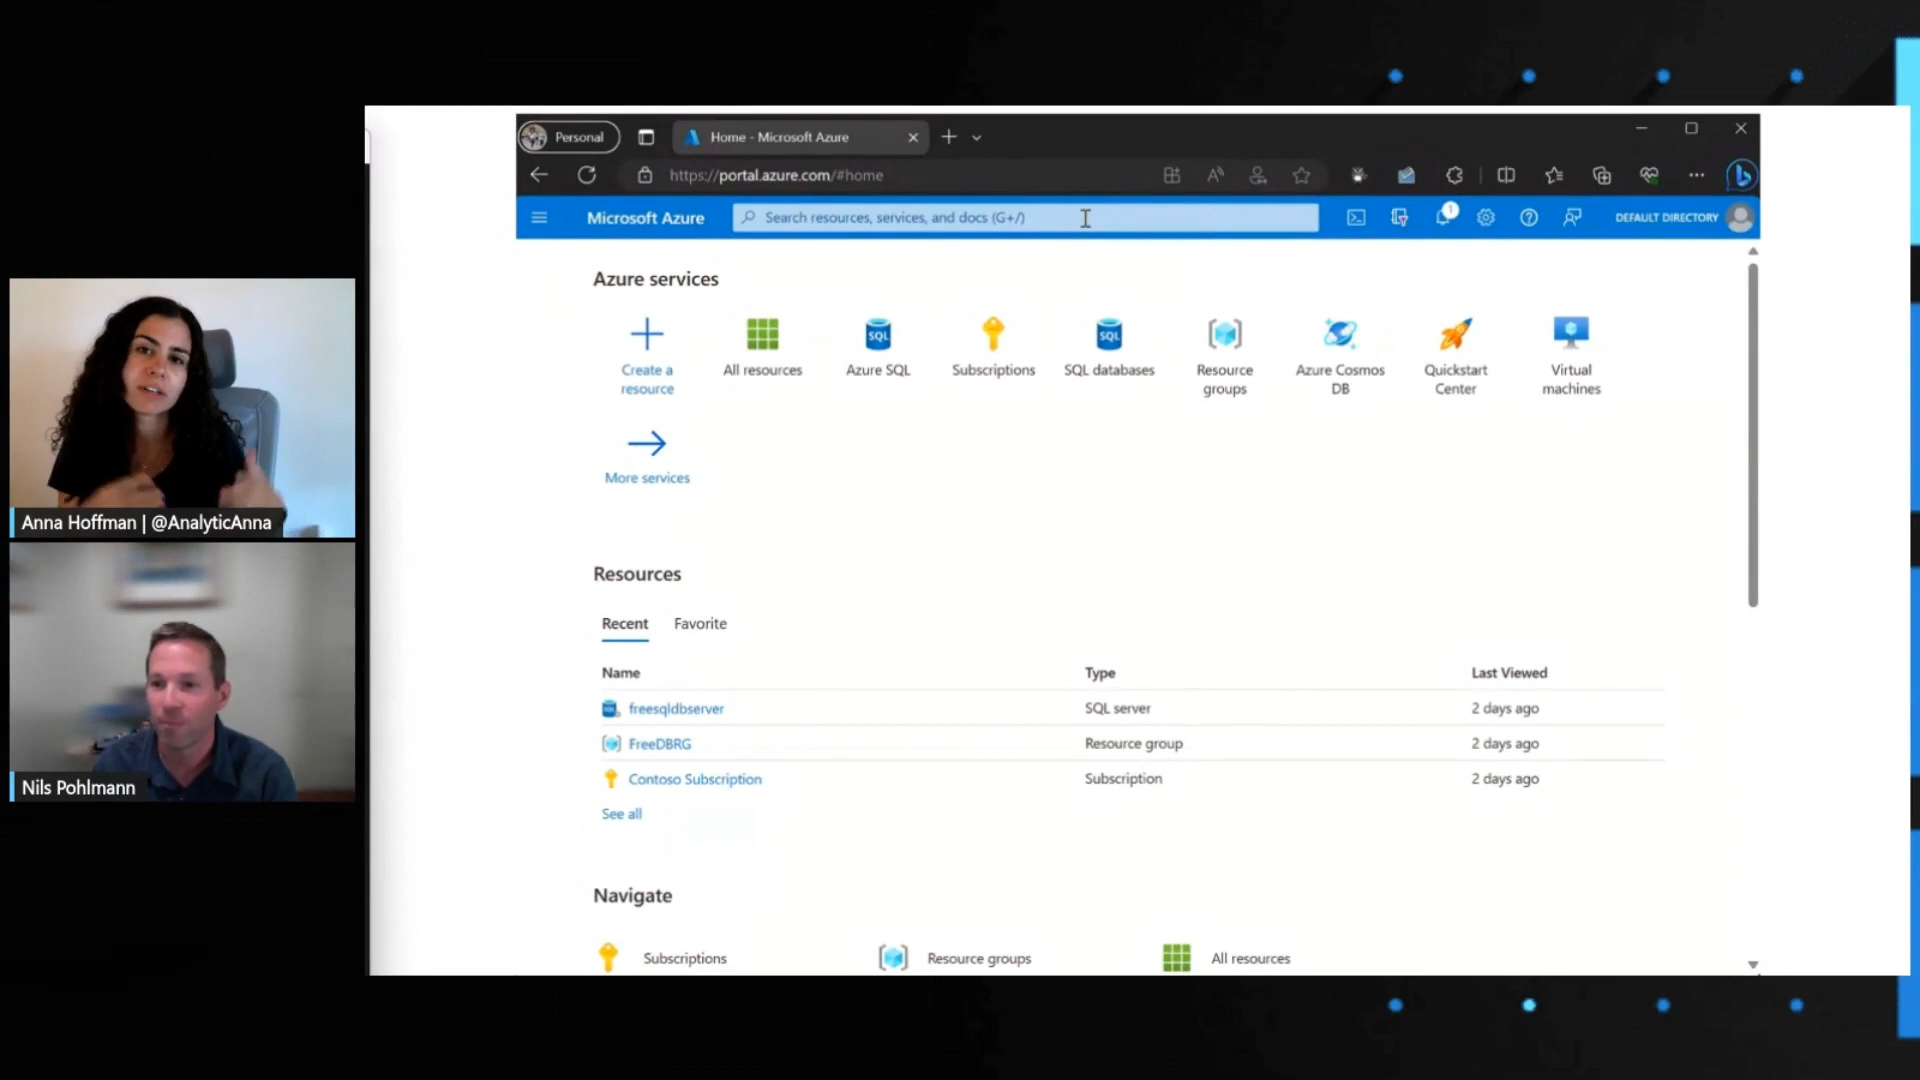 Personal
Home - Microsoft Azure
https://portal.azure.com/#home
Microsoft Azure
Search resources, services, and docs (G+/)
1
DEFAULT DIRECTORY
Azure services
Create a resource
All resources
SQL
Azure SQL
Subscriptions
SQL
SQL databases
Resource groups
Azure Cosmos DB
Quickstart Center
Virtual machines
More services
Anna Hoffman | @AnalyticAnna
Resources
Recent Favorite
Name Type Last Viewed
freesqldbserver SQL server 2 days ago
FreeDBRG Resource group 2 days ago
Contoso Subscription Subscription 2 days ago
See all
Nils Pohlmann
Navigate
Subscriptions Resource groups All resources